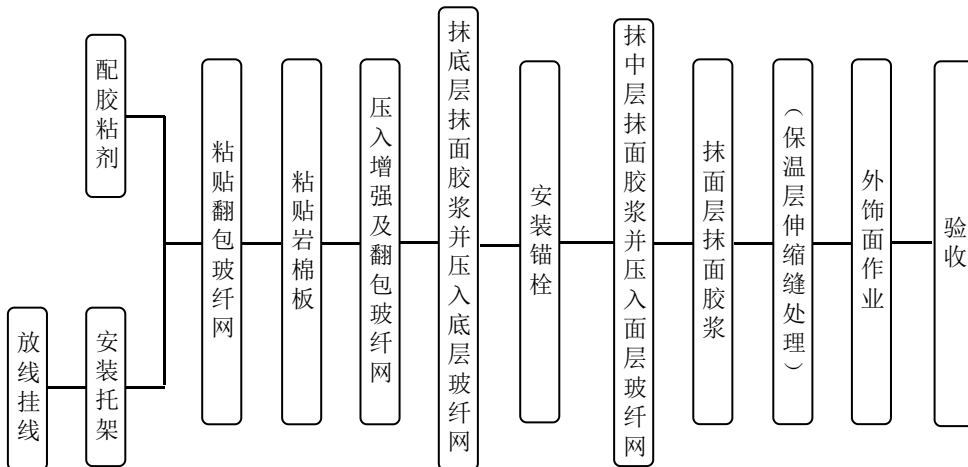 配胶粘剂
放线挂线
安装托架
粘贴翻包玻纤网
粘贴岩棉板
压入增强及翻包玻纤网
抹底层抹面胶浆并压入底层玻纤网
安装锚栓
抹中层抹面胶浆并压入面层玻纤网
抹面层抹面胶浆
（保温层伸缩缝处理）
外饰面作业
验收